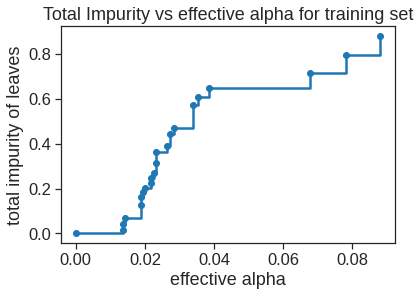 Total Impurity vs effective alpha for training set
total impurity of leaves
0.8
0.6
0.4
0.2
0.0
0.00 0.02 0.04 0.06 0.08
effective alpha